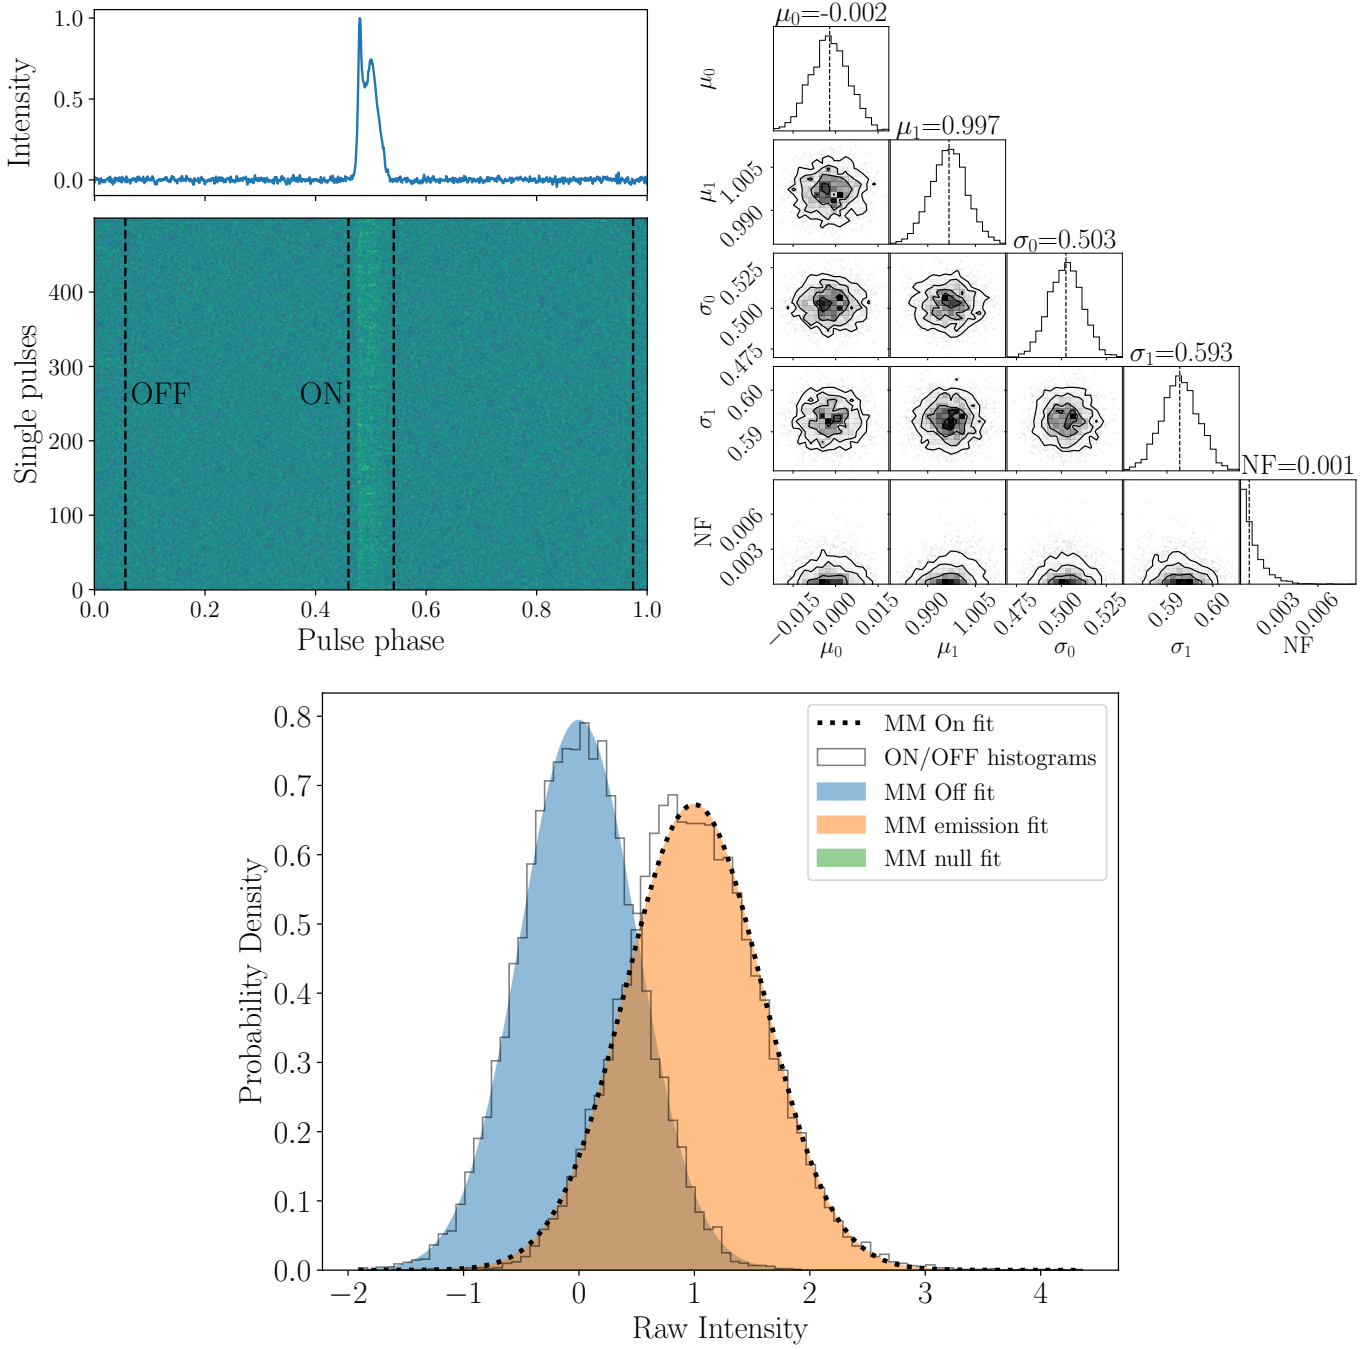 Intensity
1.0
0.5
0.0
Single pulses
400
300
200
100
0
OFF
ON
0.0 0.2 0.4 0.6 0.8 1.0
Pulse phase
μ0=-0.002
μ0
μ1=0.997
μ1
1.005
0.990
σ0=0.503
σ0
0.525
0.500
0.475
σ1=0.593
σ1
0.60
0.59
NF=0.001
NF
0.006
0.003
−0.015 0.000 0.015 0.990 1.005 0.475 0.500 0.525 0.59 0.60 0.003 0.006
μ0 μ1 σ0 σ1 NF
Probability Density
0.8
0.7
0.6
0.5
0.4
0.3
0.2
0.1
0.0
MM On fit
ON/OFF histograms
MM Off fit
MM emission fit
MM null fit
−2 −1 0 1 2 3 4
Raw Intensity